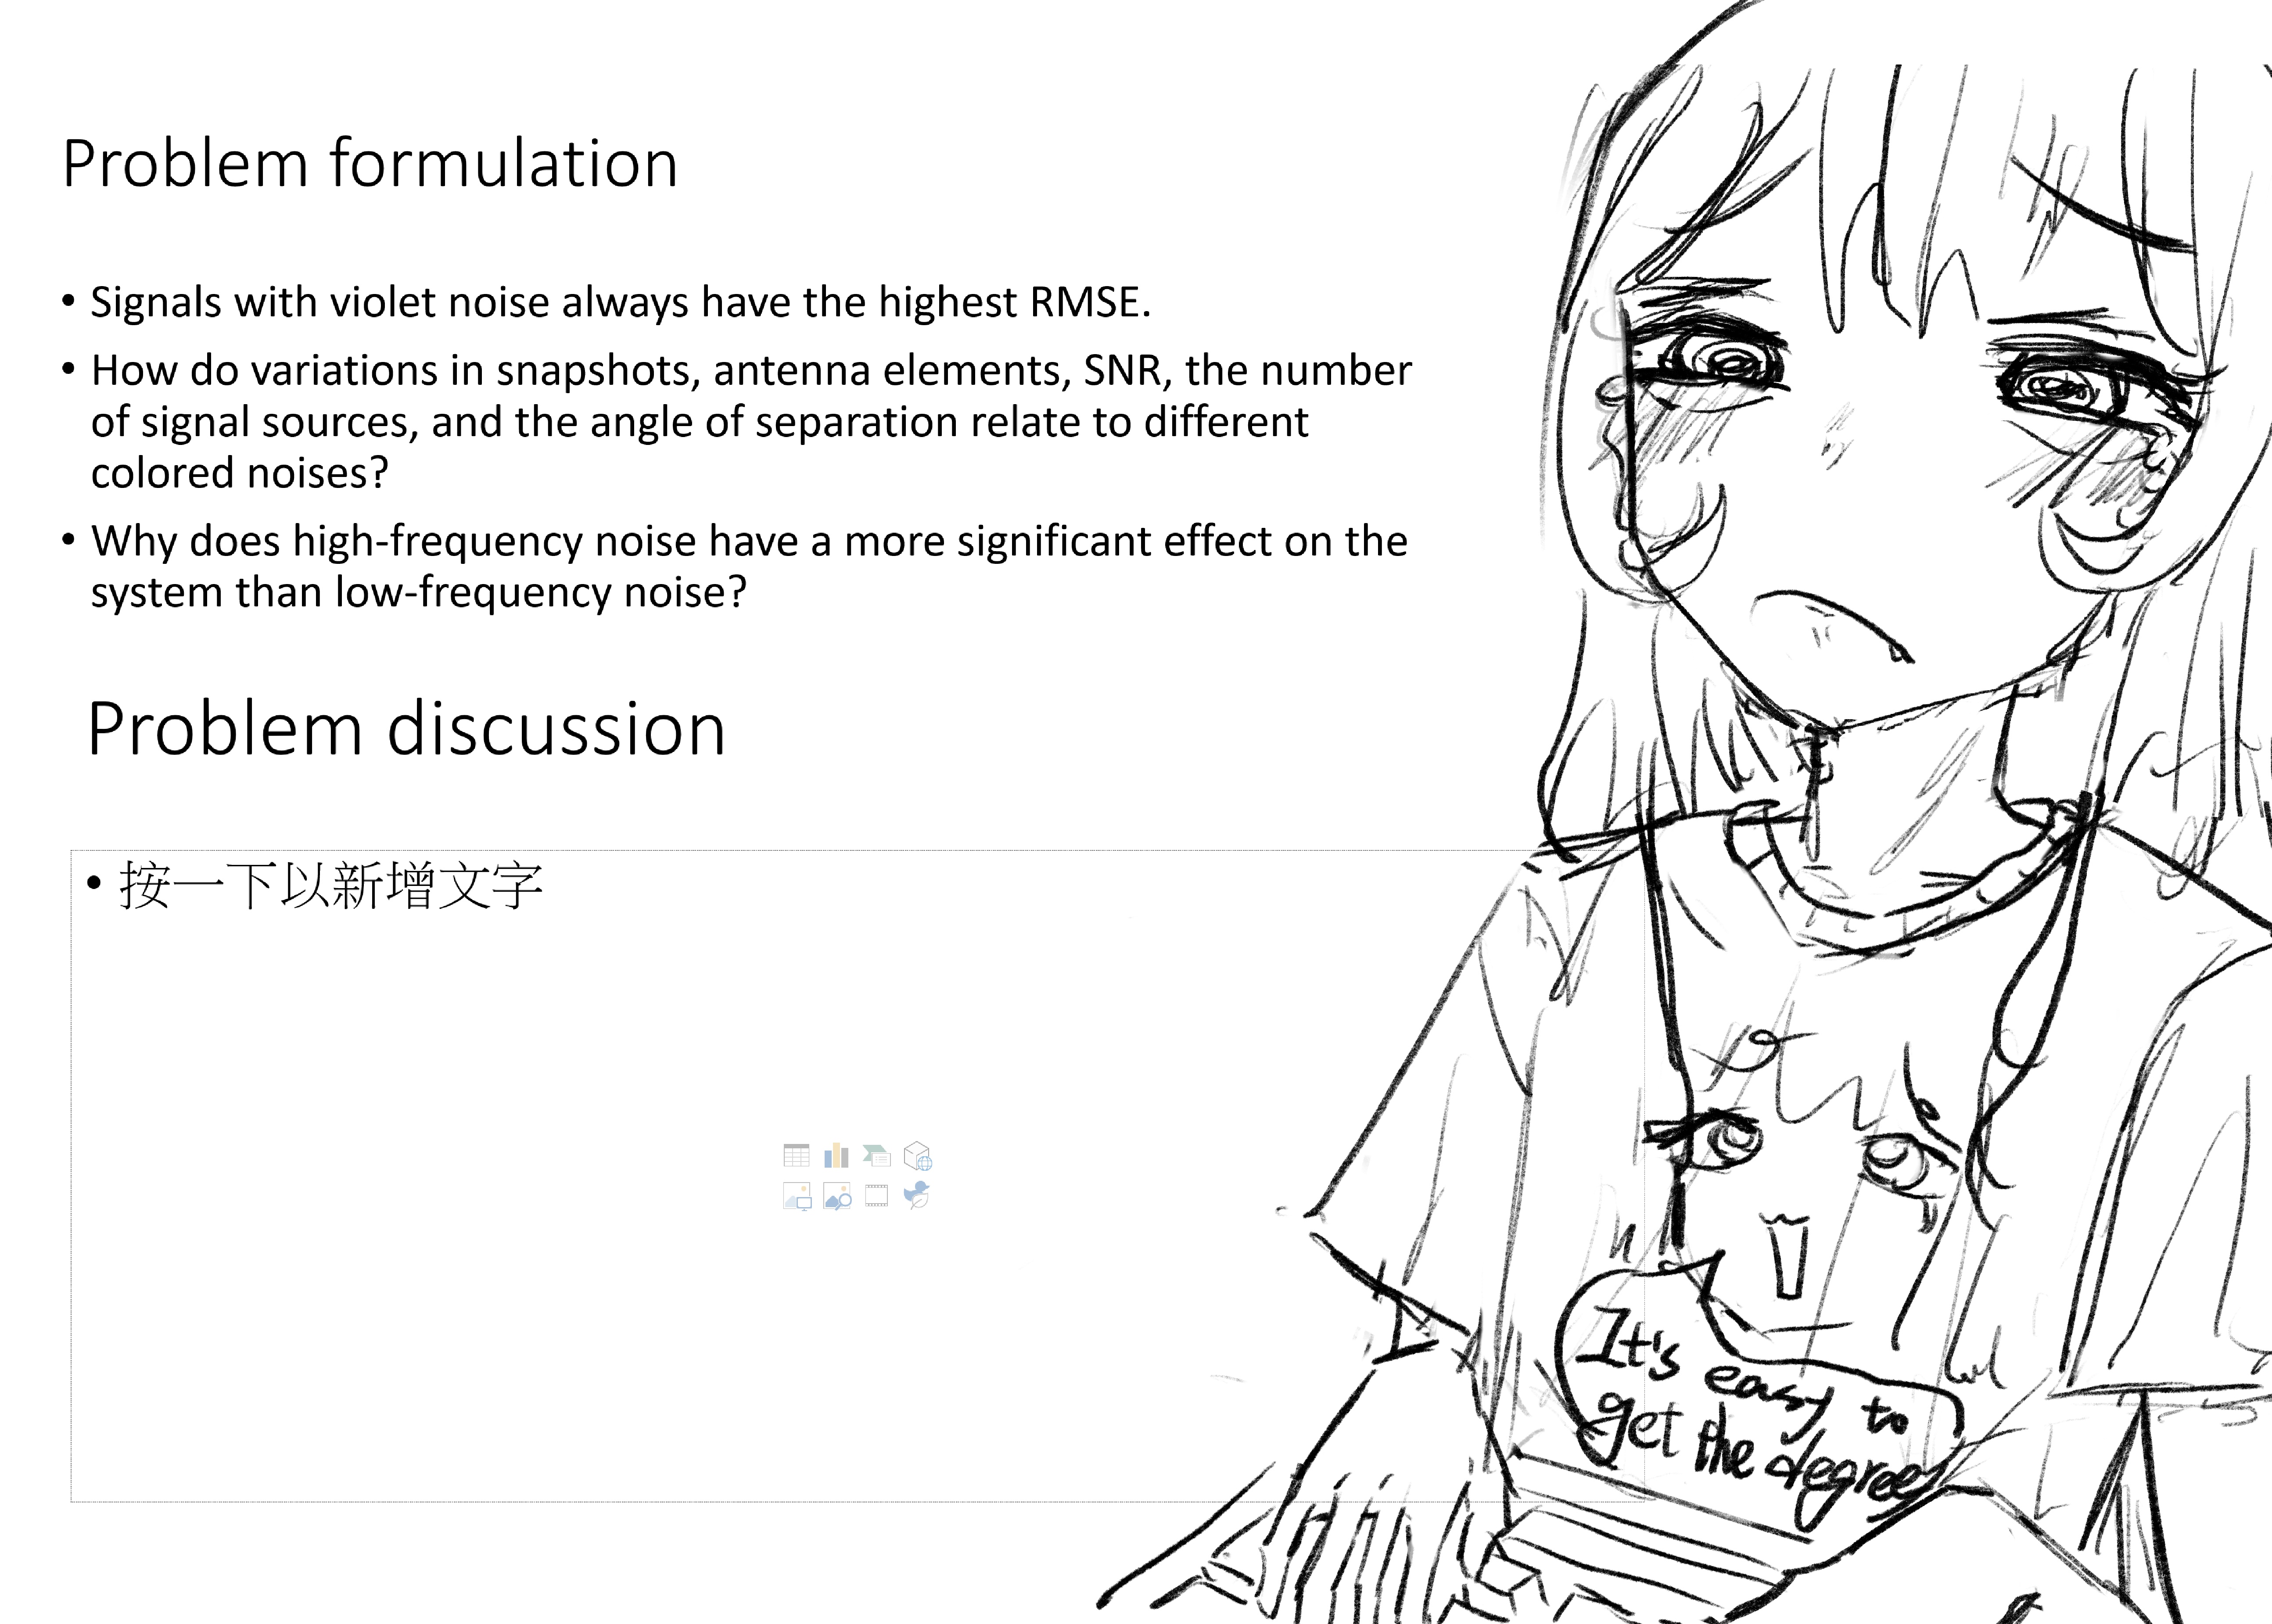 Problem formulation
• Signals with violet noise always have the highest RMSE.
• How do variations in snapshots, antenna elements, SNR, the number
of signal sources, and the angle of separation relate to different
colored noises?
• Why does high-frequency noise have a more significant effect on the
system than low-frequency noise?
Problem discussion
• 按一下以新增文字
It's easy to
get the degree